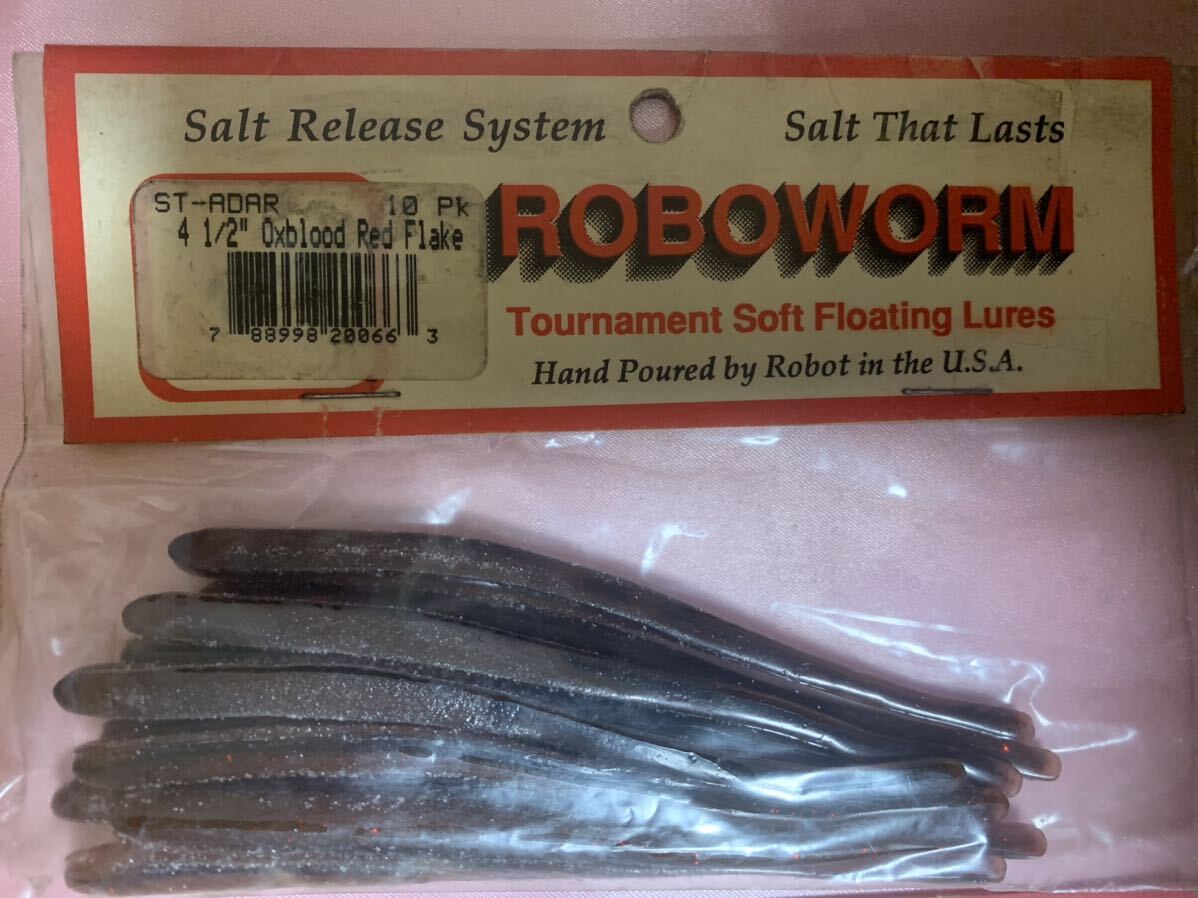 Salt Release System Salt That Lasts
ST-ADAR 10 Pk
4 1/2" Oxblood Red Flake
7 88998 20066 3
ROBOWORM
Tournament Soft Floating Lures
Hand Poured by Robot in the U.S.A.